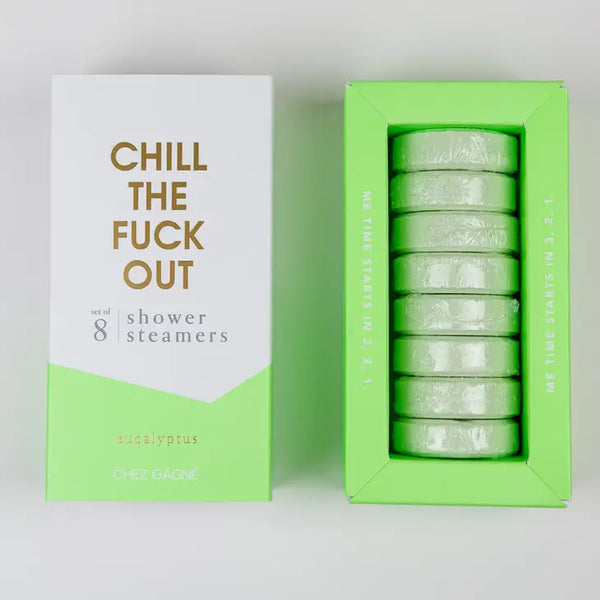 CHILL
THE
FUCK
OUT
set of
8
shower
steamers
eucalyptus
CHEZ GAGNÉ
ME TIME STARTS IN 3, 2, 1.
ME TIME STARTS IN 3, 2, 1.